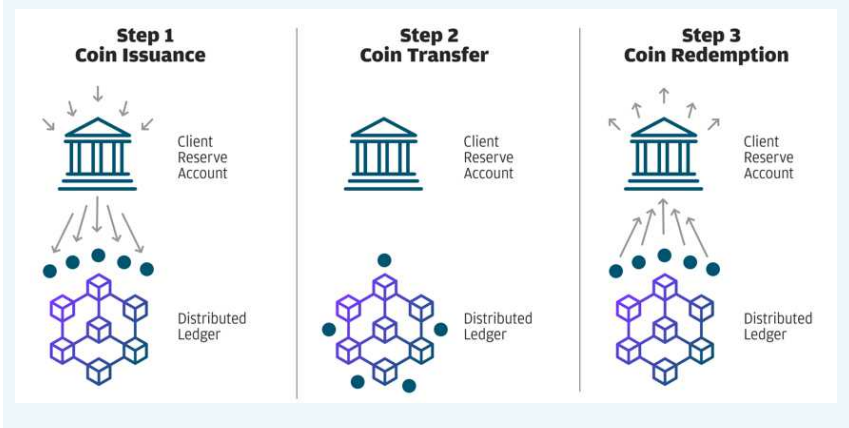 Step 1
Coin Issuance
Client
Reserve
Account
Distributed
Ledger
Step 2
Coin Transfer
Client
Reserve
Account
Distributed
Ledger
Step 3
Coin Redemption
Client
Reserve
Account
Distributed
Ledger